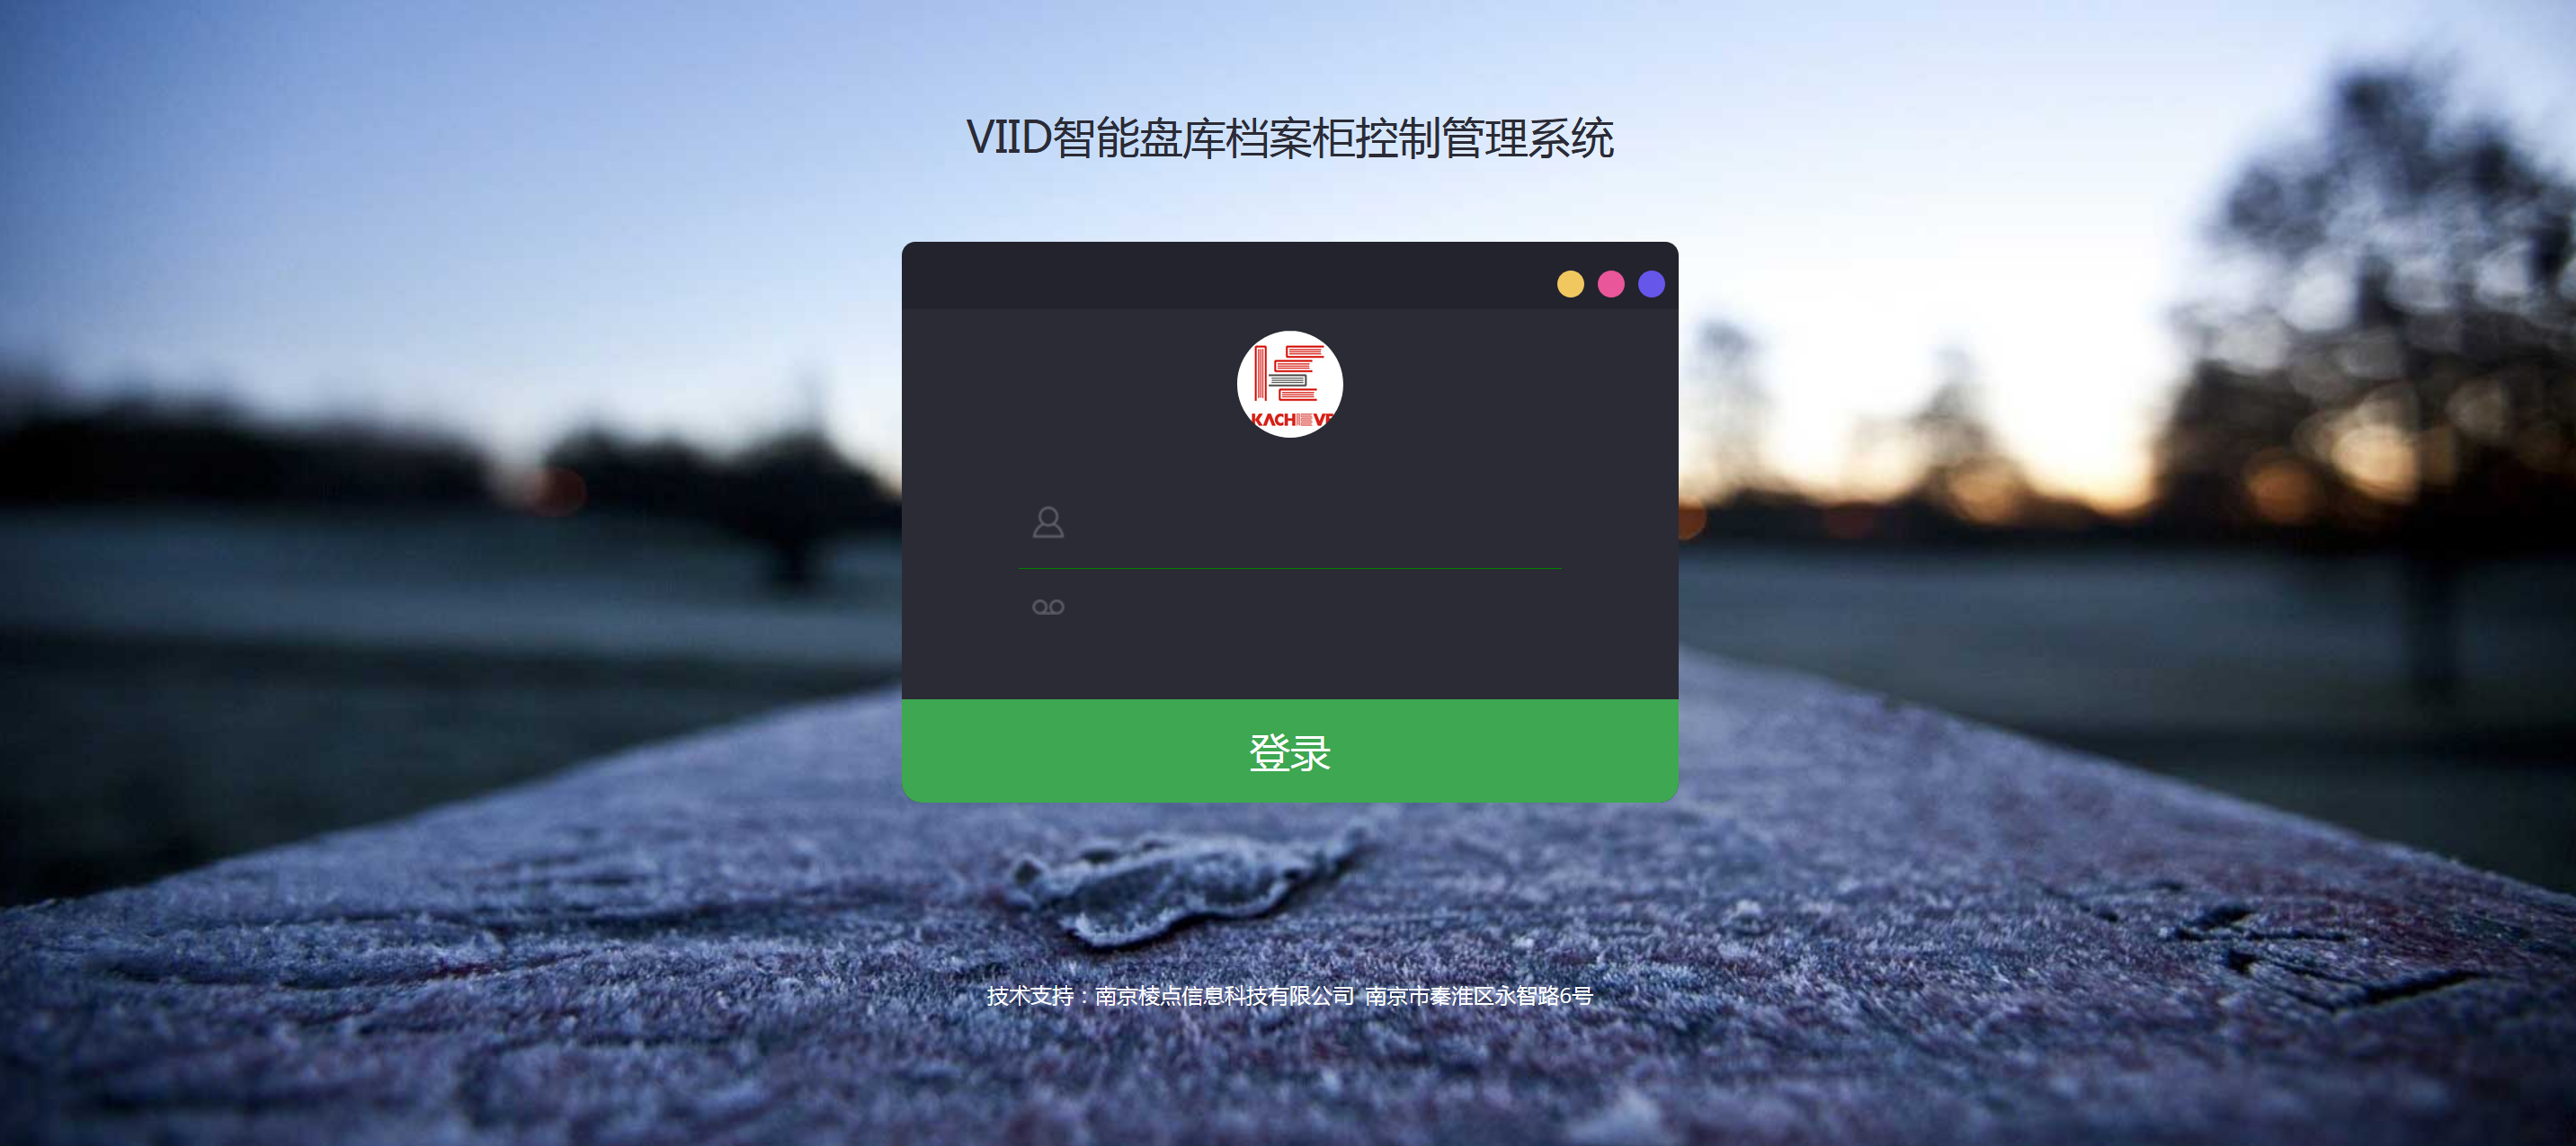 VIID智能盘库档案柜控制管理系统
KACHIEVE
登录
技术支持：南京棱点信息科技有限公司 南京市秦淮区永智路6号